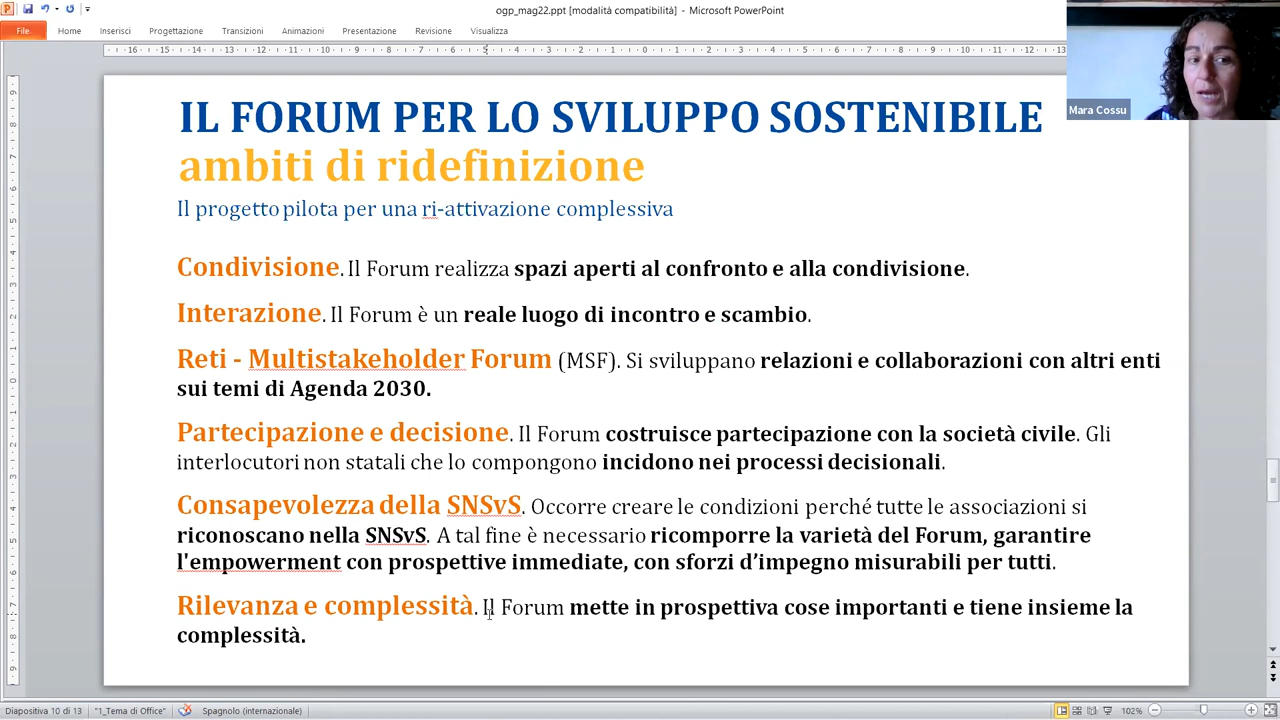 ogp_mag22.ppt [modalità compatibilità] - Microsoft PowerPoint
File Home Inserisci Progettazione Transizioni Animazioni Presentazione Revisione Visualizza
Mara Cossu
IL FORUM PER LO SVILUPPO SOSTENIBILE
ambiti di ridefinizione
Il progetto pilota per una ri-attivazione complessiva
Condivisione. Il Forum realizza spazi aperti al confronto e alla condivisione.
Interazione. Il Forum è un reale luogo di incontro e scambio.
Reti - Multistakeholder Forum (MSF). Si sviluppano relazioni e collaborazioni con altri enti
sui temi di Agenda 2030.
Partecipazione e decisione. Il Forum costruisce partecipazione con la società civile. Gli
interlocutori non statali che lo compongono incidono nei processi decisionali.
Consapevolezza della SNSvS. Occorre creare le condizioni perché tutte le associazioni si
riconoscano nella SNSvS. A tal fine è necessario ricomporre la varietà del Forum, garantire
l'empowerment con prospettive immediate, con sforzi d’impegno misurabili per tutti.
Rilevanza e complessità. Il Forum mette in prospettiva cose importanti e tiene insieme la
complessità.
Diapositiva 10 di 13 "1_Tema di Office" Spagnolo (internazionale) 102%